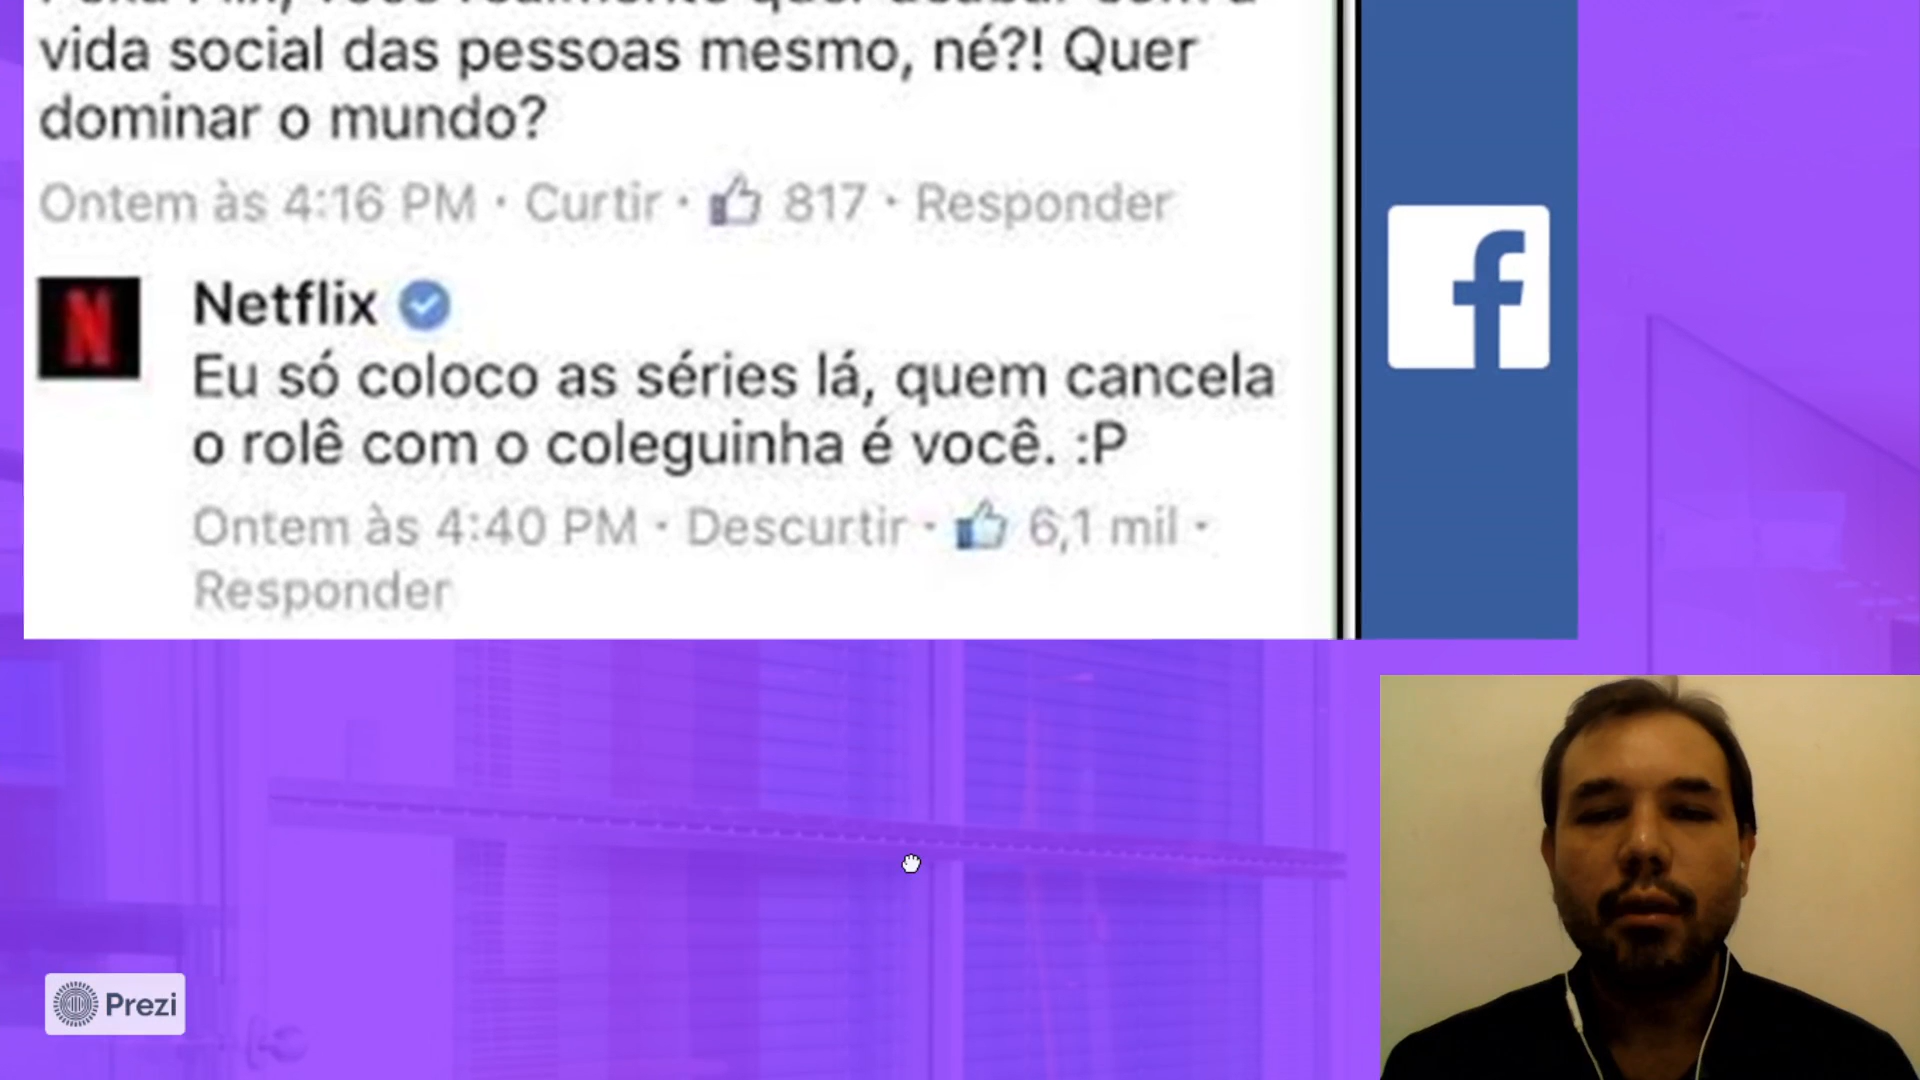 vida social das pessoas mesmo, né?! Quer
dominar o mundo?
Ontem às 4:16 PM · Curtir · 817 · Responder
Netflix
Eu só coloco as séries lá, quem cancela
o rolê com o coleguinha é você. :P
Ontem às 4:40 PM · Descurtir · 6,1 mil ·
Responder
Prezi